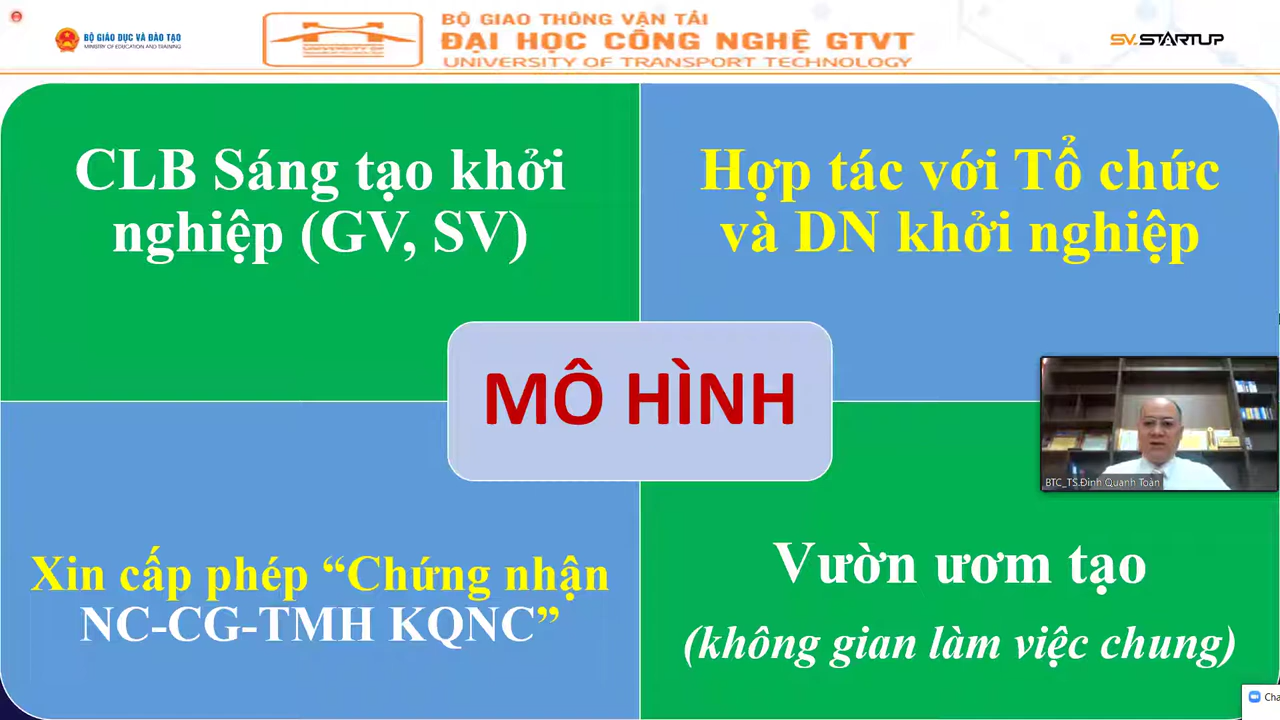 BỘ GIÁO DỤC VÀ ĐÀO TẠO
MINISTRY OF EDUCATION AND TRAINING
BỘ GIAO THÔNG VẬN TẢI
ĐẠI HỌC CÔNG NGHỆ GTVT
UNIVERSITY OF TRANSPORT TECHNOLOGY
UNIVERSITY OF
SV.STARTUP
CLB Sáng tạo khởi
nghiệp (GV, SV)
Hợp tác với Tổ chức
và DN khởi nghiệp
MÔ HÌNH
BTC_TS.Đinh Quanh Toàn
Xin cấp phép “Chứng nhận
NC-CG-TMH KQNC”
Vườn ươm tạo
(không gian làm việc chung)
Cha